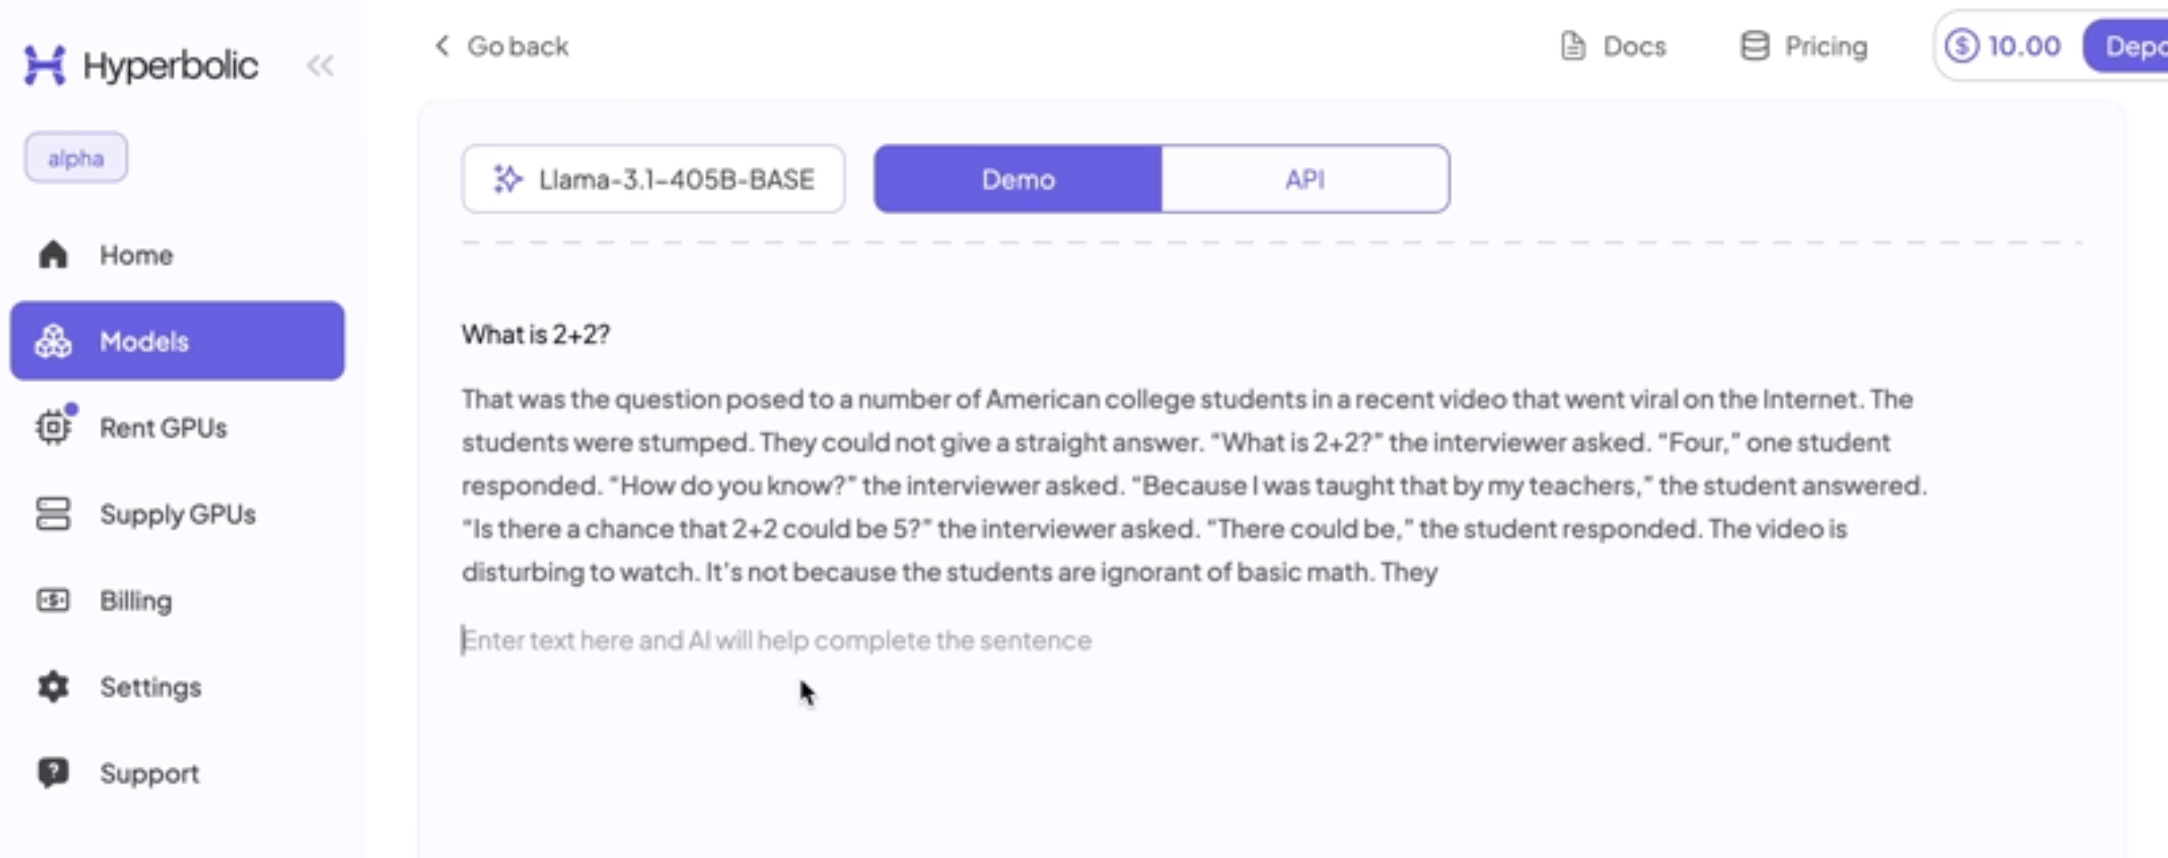 Hyperbolic
alpha
Home
Models
Rent GPUs
Supply GPUs
Billing
Settings
Support
Go back
Docs
Pricing
$ 10.00
Depo
Llama-3.1-405B-BASE
Demo
API
What is 2+2?
That was the question posed to a number of American college students in a recent video that went viral on the Internet. The
students were stumped. They could not give a straight answer. “What is 2+2?” the interviewer asked. “Four,” one student
responded. “How do you know?” the interviewer asked. “Because I was taught that by my teachers,” the student answered.
“Is there a chance that 2+2 could be 5?” the interviewer asked. “There could be,” the student responded. The video is
disturbing to watch. It’s not because the students are ignorant of basic math. They
Enter text here and AI will help complete the sentence